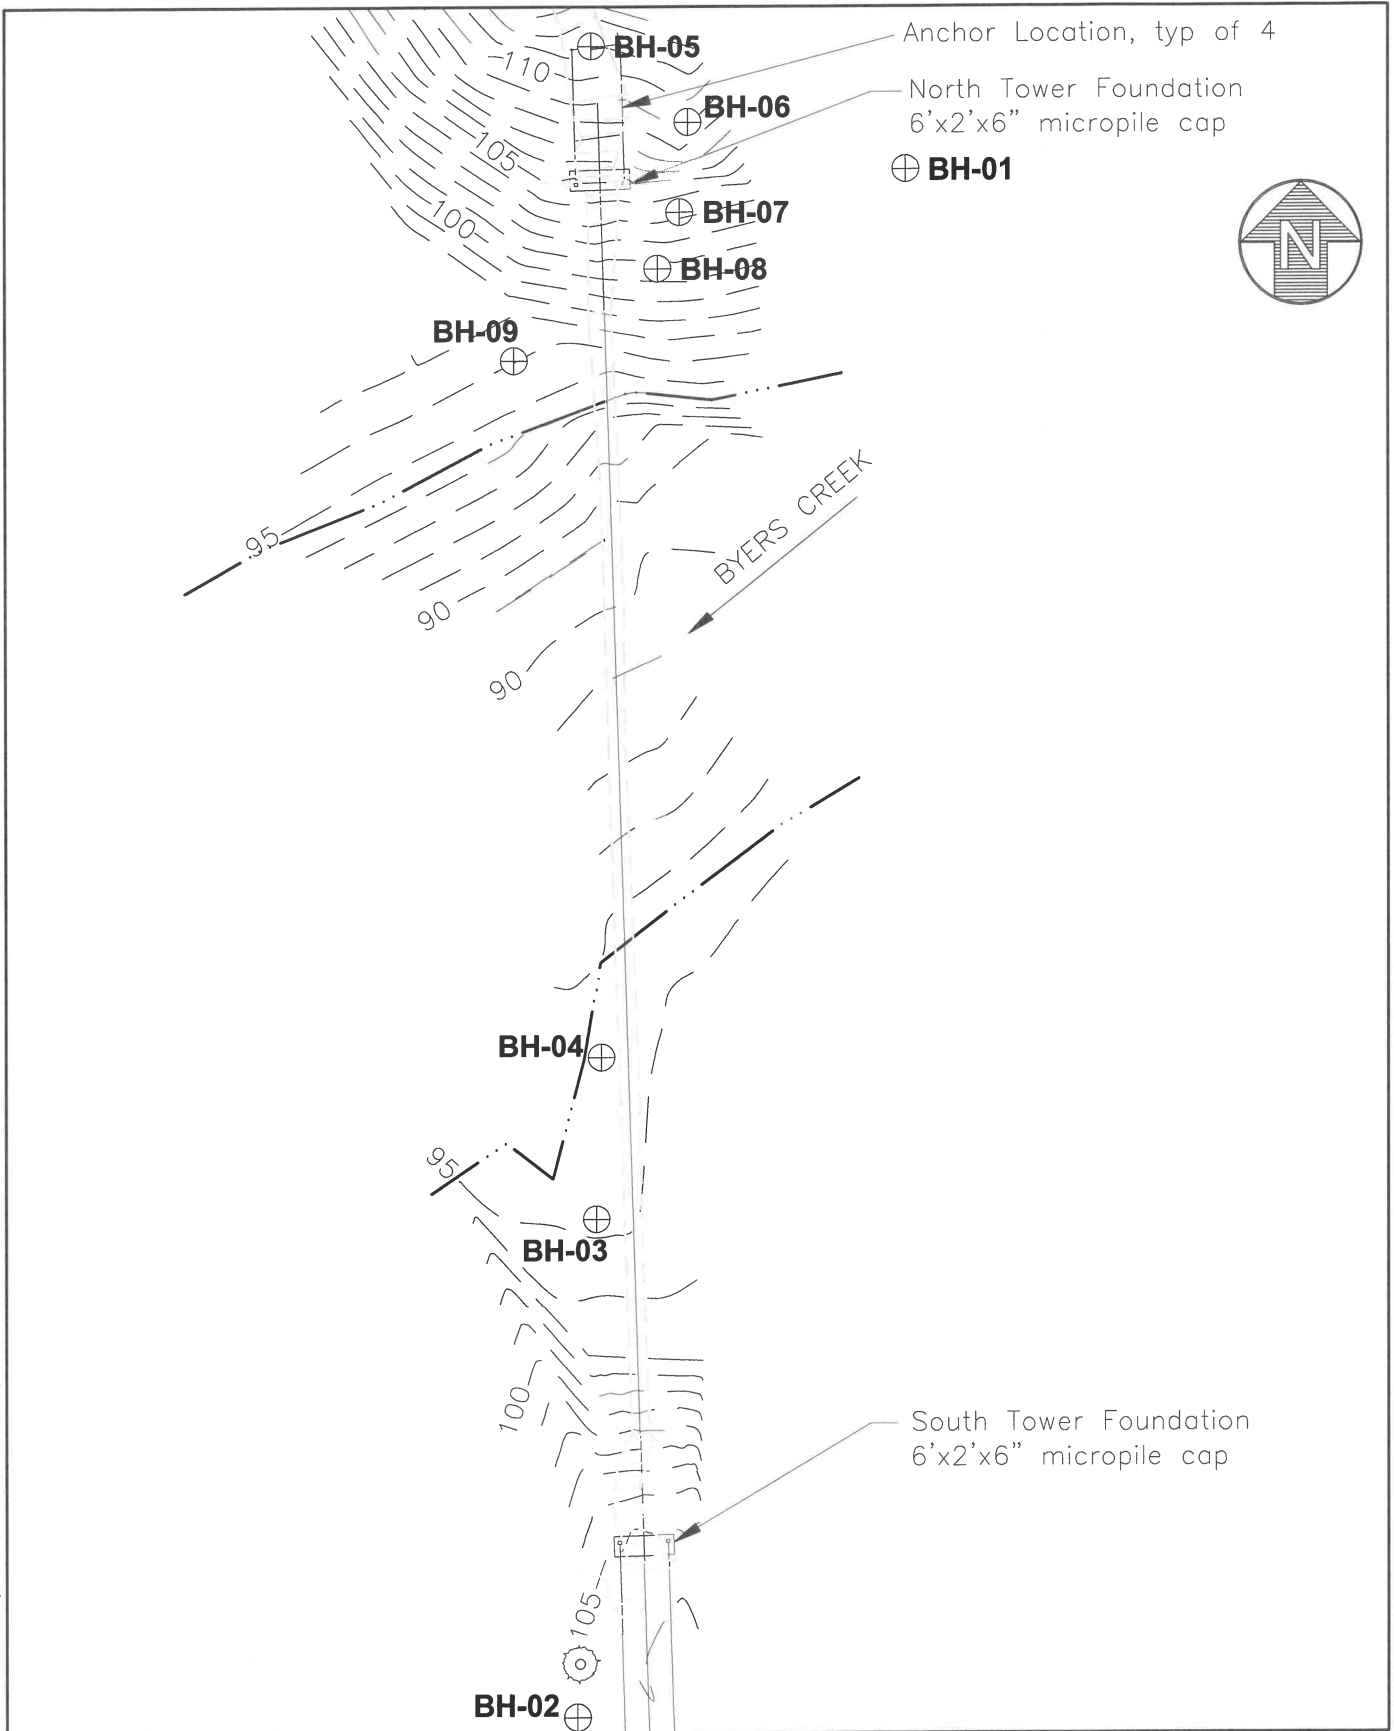 Anchor Location, typ of 4
BH-05
110
North Tower Foundation
6'x2'x6" micropile cap
BH-06
105
BH-01
100
BH-07
N
BH-08
BH-09
BYERS CREEK
95
90
90
BH-04
95
BH-03
100
South Tower Foundation
6'x2'x6" micropile cap
105
BH-02